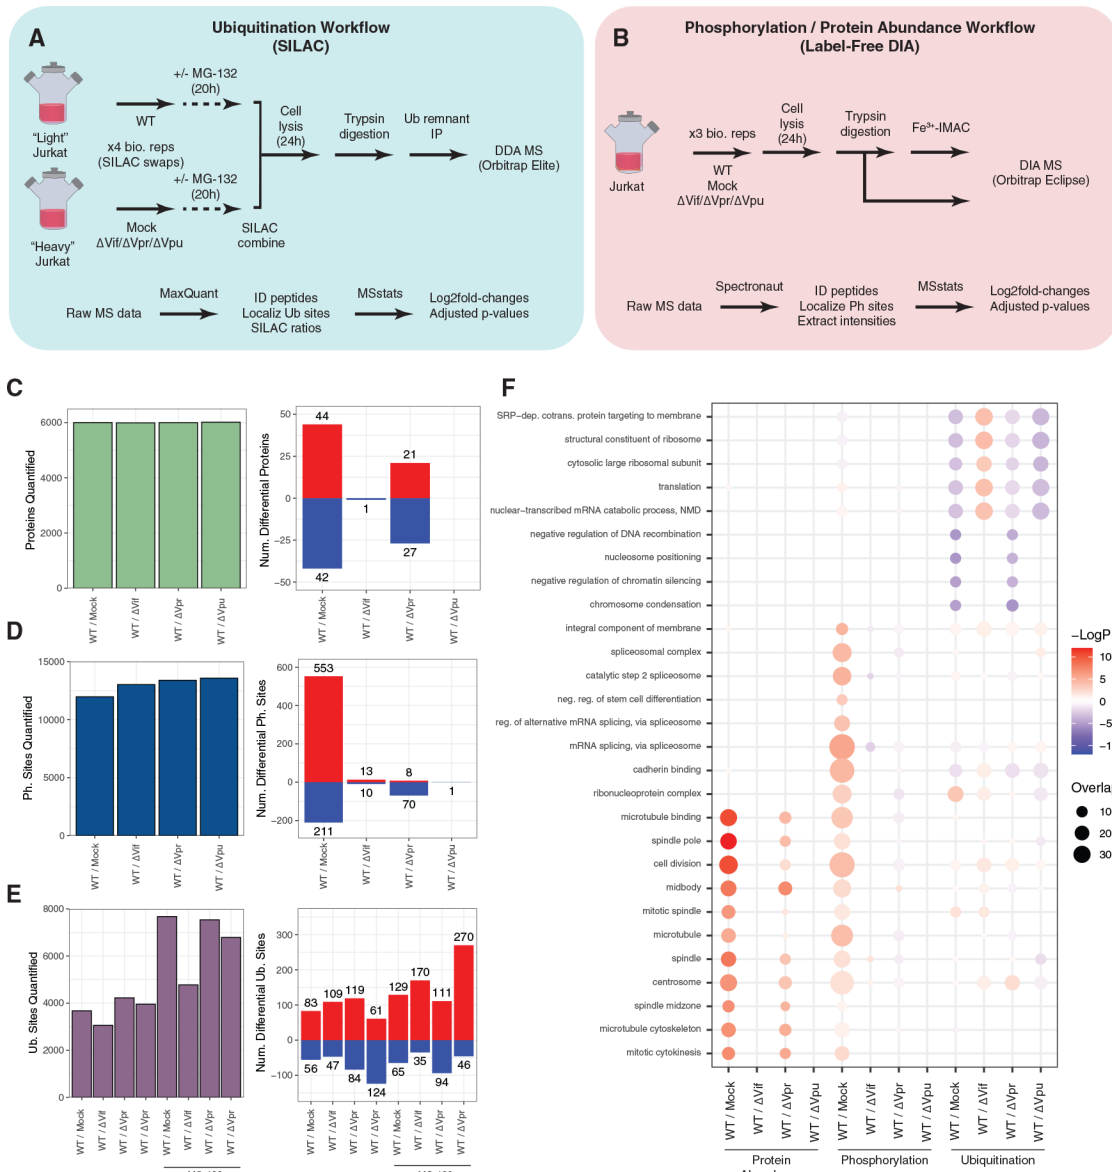 A
Ubiquitination Workflow
(SILAC)
+/- MG-132
(20h)
WT
"Light"
Jurkat
x4 bio. reps
(SILAC swaps)
+/- MG-132
(20h)
Mock
ΔVif/ΔVpr/ΔVpu
"Heavy"
Jurkat
SILAC
combine
Cell
lysis
(24h)
Trypsin
digestion
Ub remnant
IP
DDA MS
(Orbitrap Elite)
Raw MS data
MaxQuant
ID peptides
Localiz Ub sites
SILAC ratios
MSstats
Log2fold-changes
Adjusted p-values
B
Phosphorylation / Protein Abundance Workflow
(Label-Free DIA)
Jurkat
x3 bio. reps
WT
Mock
ΔVif/ΔVpr/ΔVpu
Cell
lysis
(24h)
Trypsin
digestion
Fe³⁺-IMAC
DIA MS
(Orbitrap Eclipse)
Raw MS data
Spectronaut
ID peptides
Localize Ph sites
Extract intensities
MSstats
Log2fold-changes
Adjusted p-values
C
Proteins Quantified
6000
4000
2000
0
WT / Mock
WT / ΔVif
WT / ΔVpr
WT / ΔVpu
Num. Differential Proteins
50
25
0
−25
−50
44
42
1
21
27
WT / Mock
WT / ΔVif
WT / ΔVpr
WT / ΔVpu
D
Ph. Sites Quantified
15000
10000
5000
0
WT / Mock
WT / ΔVif
WT / ΔVpr
WT / ΔVpu
Num. Differential Ph. Sites
600
400
200
0
−200
553
211
13
10
8
70
1
WT / Mock
WT / ΔVif
WT / ΔVpr
WT / ΔVpu
E
Ub. Sites Quantified
8000
6000
4000
2000
0
WT / Mock
WT / ΔVif
WT / ΔVpr
WT / ΔVpr
WT / Mock
WT / ΔVif
WT / ΔVpr
WT / ΔVpr
Num. Differential Ub. Sites
300
200
100
0
−100
83
109
119
61
129
170
111
270
56
47
84
124
65
35
94
46
WT / Mock
WT / ΔVif
WT / ΔVpr
WT / ΔVpr
WT / Mock
WT / ΔVif
WT / ΔVpr
WT / ΔVpr
F
SRP−dep. cotrans. protein targeting to membrane
structural constituent of ribosome
cytosolic large ribosomal subunit
translation
nuclear−transcribed mRNA catabolic process, NMD
negative regulation of DNA recombination
nucleosome positioning
negative regulation of chromatin silencing
chromosome condensation
integral component of membrane
spliceosomal complex
catalytic step 2 spliceosome
neg. reg. of stem cell differentiation
reg. of alternative mRNA splicing, via spliceosome
mRNA splicing, via spliceosome
cadherin binding
ribonucleoprotein complex
microtubule binding
spindle pole
cell division
midbody
mitotic spindle
microtubule
spindle
centrosome
spindle midzone
microtubule cytoskeleton
mitotic cytokinesis
WT / Mock
WT / ΔVif
WT / ΔVpr
WT / ΔVpu
WT / Mock
WT / ΔVif
WT / ΔVpr
WT / ΔVpu
WT / Mock
WT / ΔVif
WT / ΔVpr
WT / ΔVpu
Protein
Phosphorylation
Ubiquitination
−LogP
10
5
0
−5
−1
Overla
10
20
30